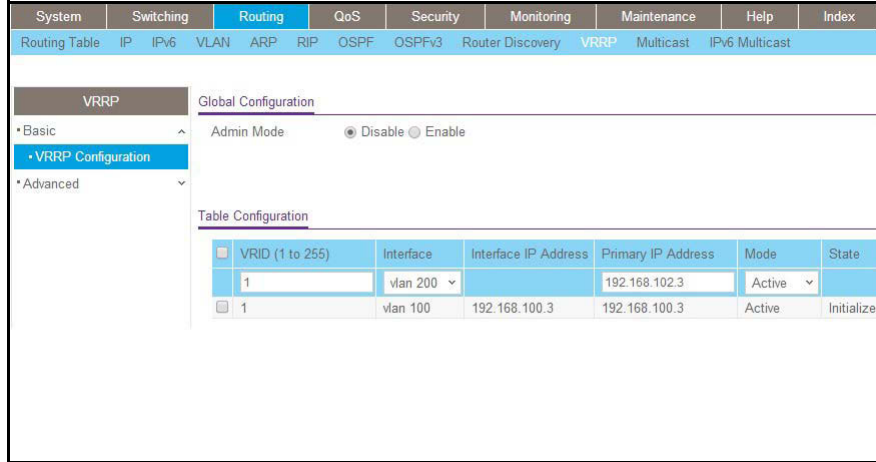 System Switching Routing QoS Security Monitoring Maintenance Help Index
Routing Table IP IPv6 VLAN ARP RIP OSPF OSPFv3 Router Discovery VRRP Multicast IPv6 Multicast
VRRP
Basic
VRRP Configuration
Advanced
Global Configuration
Admin Mode Disable Enable
Table Configuration
VRID (1 to 255) Interface Interface IP Address Primary IP Address Mode State
1 vlan 200 192.168.102.3 Active
1 vlan 100 192.168.100.3 192.168.100.3 Active Initialize